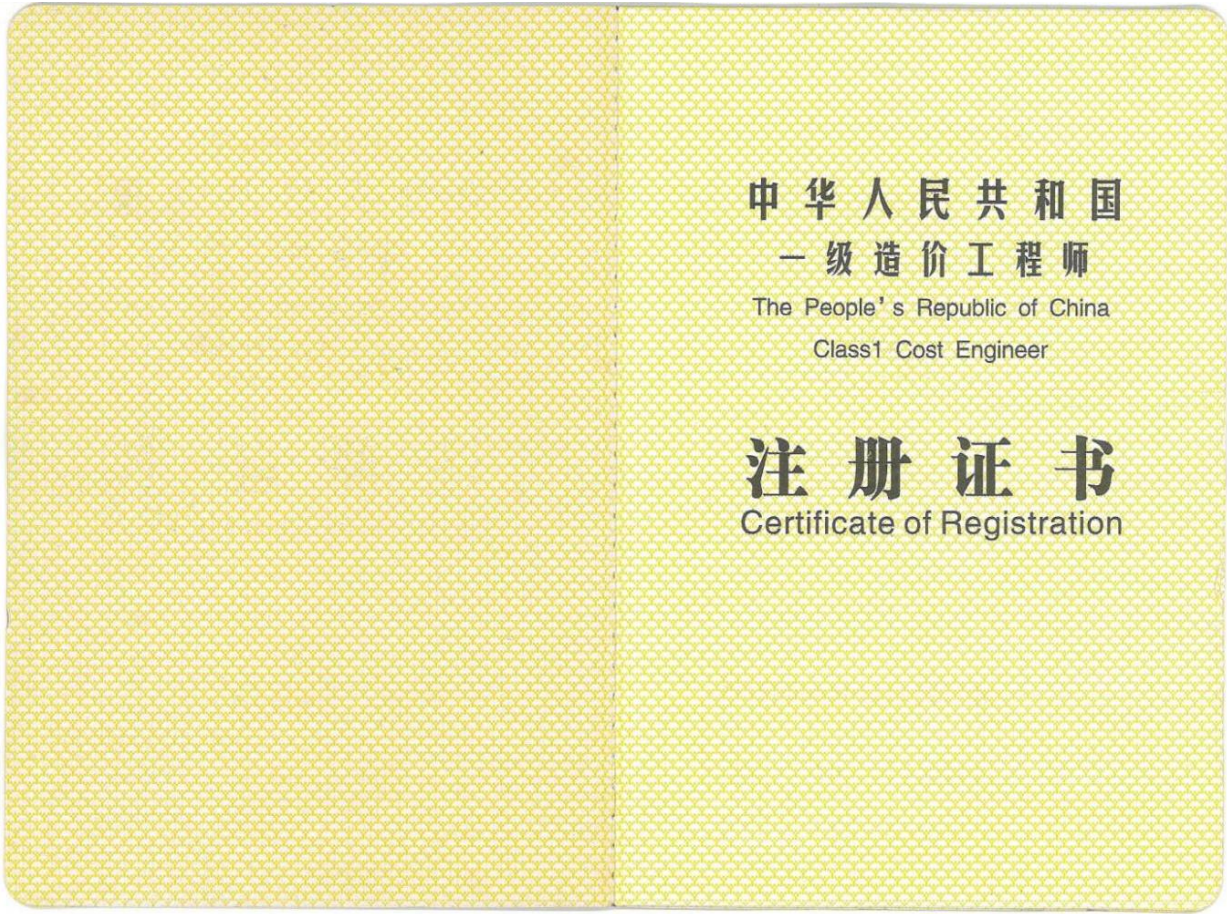 中华人民共和国
一级造价工程师
The People's Republic of China
Class1 Cost Engineer
注册证书
Certificate of Registration